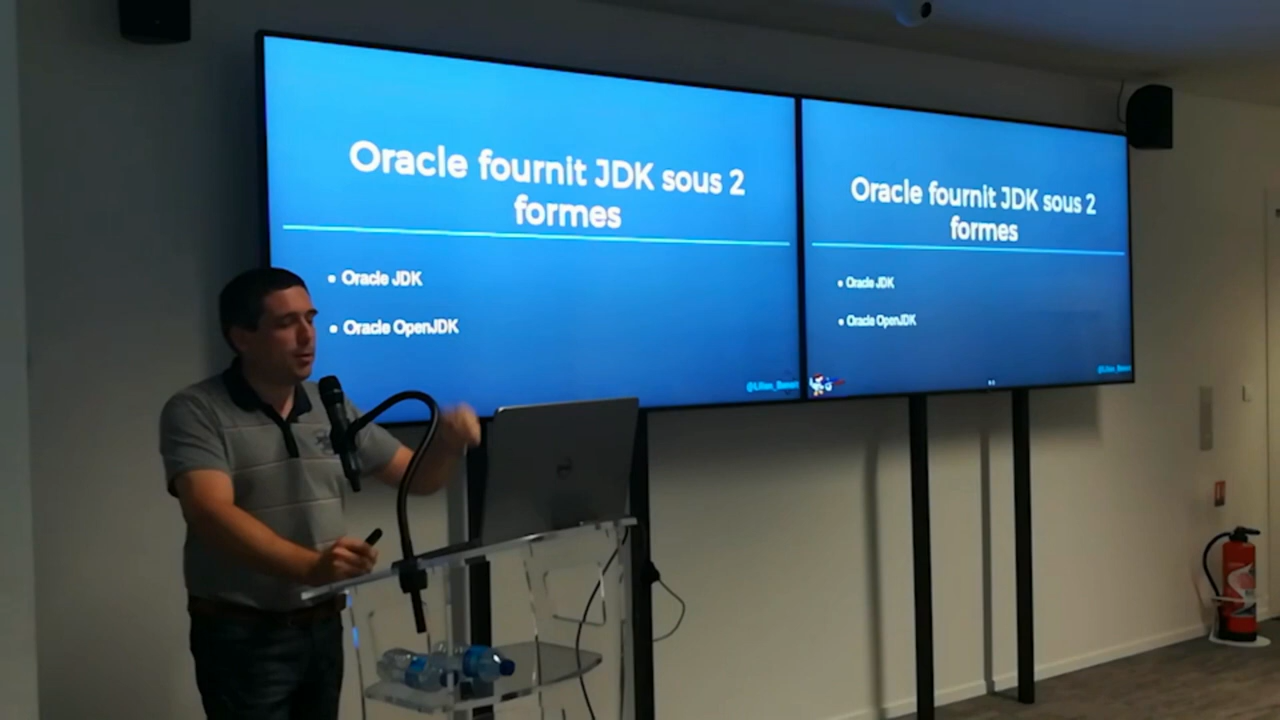 Oracle fournit JDK sous 2
formes
• Oracle JDK
• Oracle OpenJDK
@Lilian_Benoit
Oracle fournit JDK sous 2
formes
• Oracle JDK
• Oracle OpenJDK